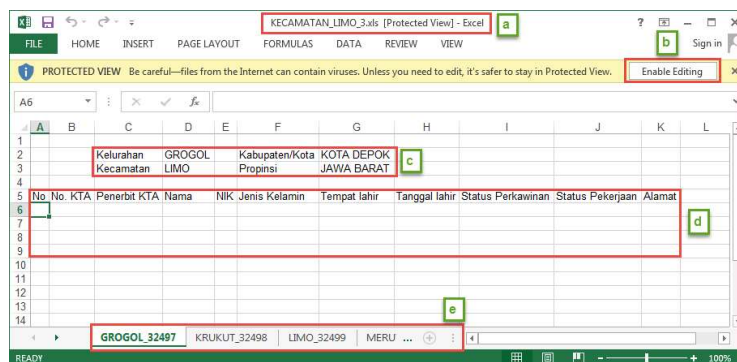 KECAMATAN_LIMO_3.xls [Protected View] - Excel
a
?
FILE HOME INSERT PAGE LAYOUT FORMULAS DATA REVIEW VIEW
b
Sign in
PROTECTED VIEW Be careful—files from the Internet can contain viruses. Unless you need to edit, it's safer to stay in Protected View. Enable Editing
A6 fx
A B C D E F G H I J K L
1
2 Kelurahan GROGOL Kabupaten/Kota KOTA DEPOK
3 Kecamatan LIMO Propinsi JAWA BARAT
c
4
5 No No. KTA Penerbit KTA Nama NIK Jenis Kelamin Tempat lahir Tanggal lahir Status Perkawinan Status Pekerjaan Alamat
6
7
d
8
9
10
11
12
13
e
14
GROGOL_32497 KRUKUT_32498 LIMO_32499 MERU ...
READY 100%